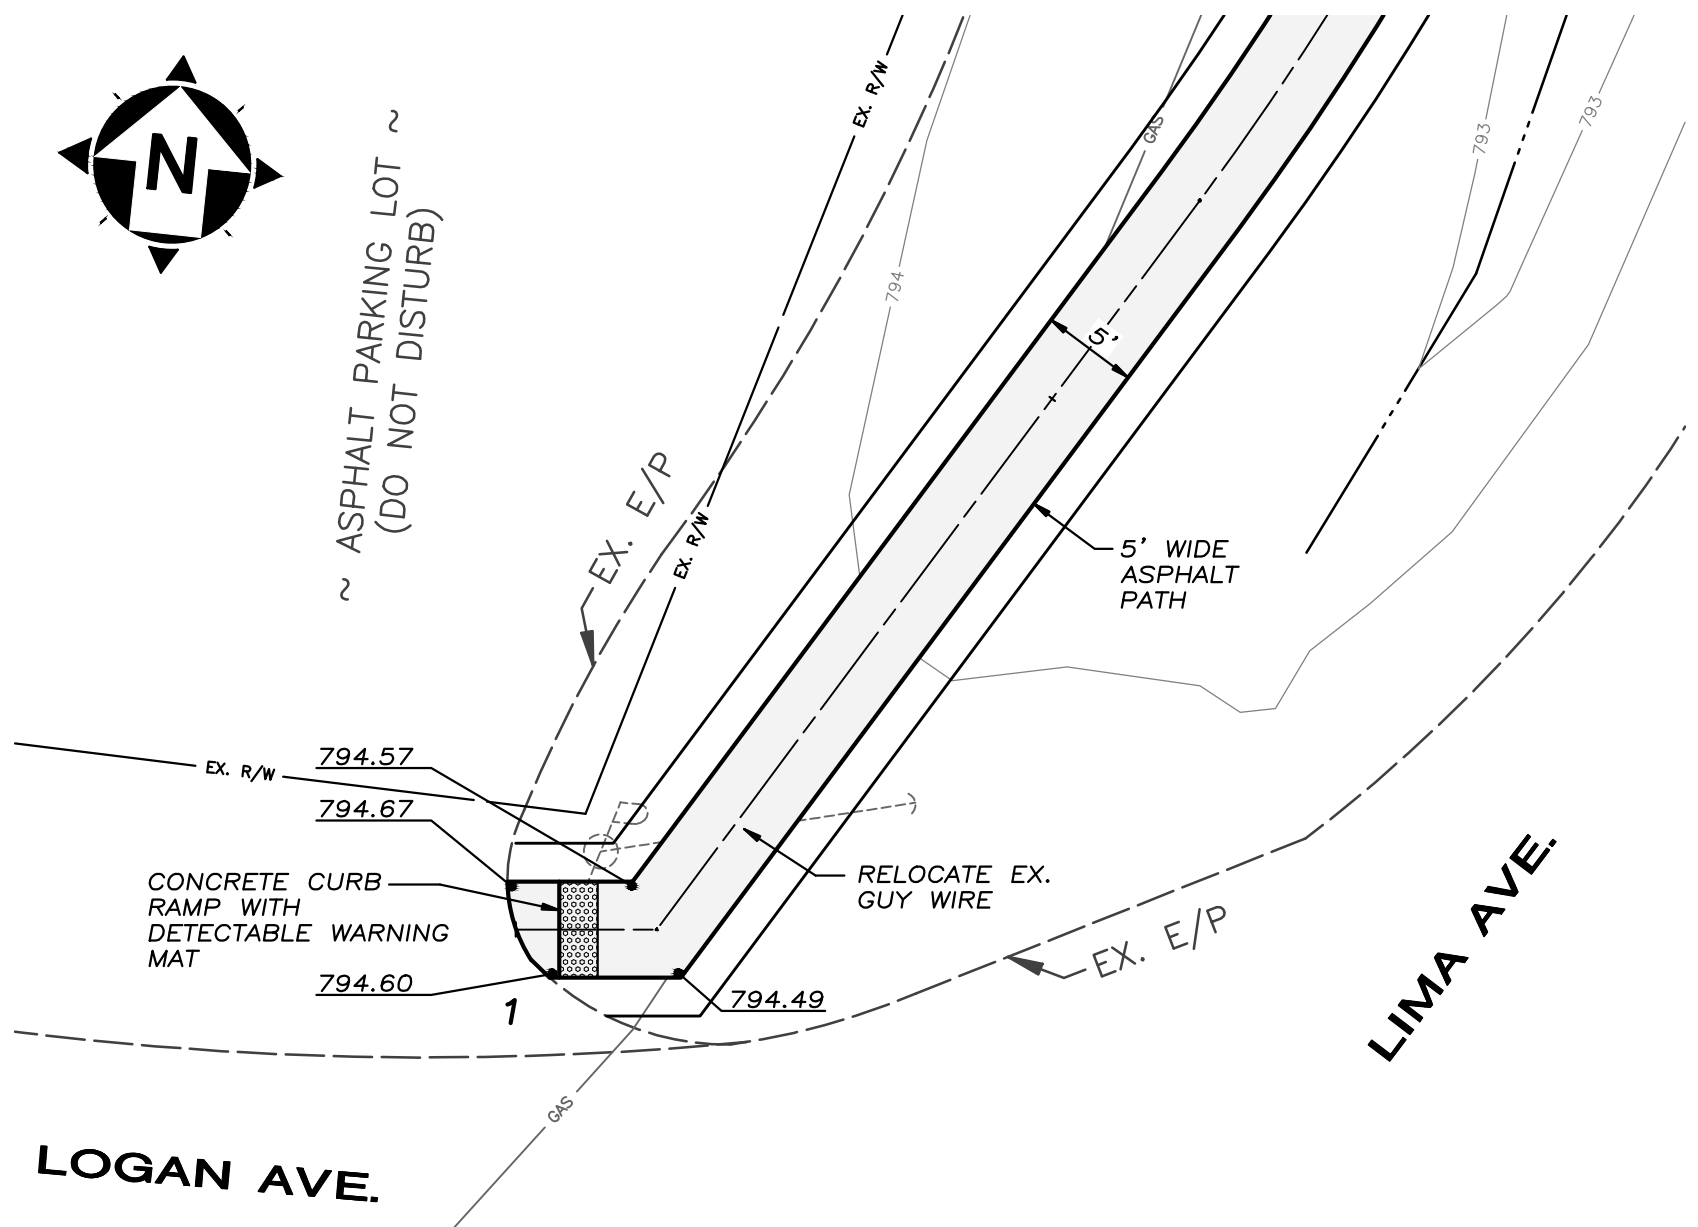 N
~ ASPHALT PARKING LOT ~
(DO NOT DISTURB)
EX. R/W
GAS
793
793
794
5'
EX. E/P
EX. R/W
5' WIDE
ASPHALT
PATH
EX. R/W
794.57
794.67
CONCRETE CURB
RAMP WITH
DETECTABLE WARNING
MAT
794.60
1
794.49
RELOCATE EX.
GUY WIRE
EX. E/P
LIMA AVE.
GAS
LOGAN AVE.